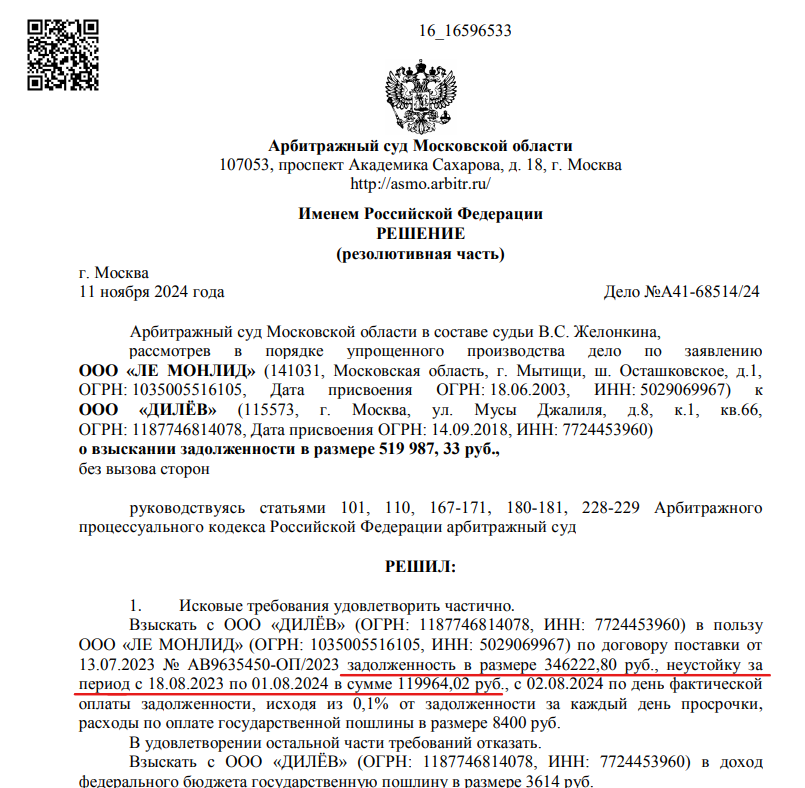 16_16596533
Арбитражный суд Московской области
107053, проспект Академика Сахарова, д. 18, г. Москва
http://asmo.arbitr.ru/
Именем Российской Федерации
РЕШЕНИЕ
(резолютивная часть)
г. Москва
11 ноября 2024 года Дело №А41-68514/24
Арбитражный суд Московской области в составе судьи В.С. Желонкина,
рассмотрев в порядке упрощенного производства дело по заявлению
ООО «ЛЕ МОНЛИД» (141031, Московская область, г. Мытищи, ш. Осташковское, д.1,
ОГРН: 1035005516105, Дата присвоения ОГРН: 18.06.2003, ИНН: 5029069967) к
ООО «ДИЛЁВ» (115573, г. Москва, ул. Мусы Джалиля, д.8, к.1, кв.66,
ОГРН: 1187746814078, Дата присвоения ОГРН: 14.09.2018, ИНН: 7724453960)
о взыскании задолженности в размере 519 987, 33 руб.,
без вызова сторон
руководствуясь статьями 101, 110, 167-171, 180-181, 228-229 Арбитражного
процессуального кодекса Российской Федерации арбитражный суд
РЕШИЛ:
1. Исковые требования удовлетворить частично.
Взыскать с ООО «ДИЛЁВ» (ОГРН: 1187746814078, ИНН: 7724453960) в пользу
ООО «ЛЕ МОНЛИД» (ОГРН: 1035005516105, ИНН: 5029069967) по договору поставки от
13.07.2023 № АВ9635450-ОП/2023 задолженность в размере 346222,80 руб., неустойку за
период с 18.08.2023 по 01.08.2024 в сумме 119964,02 руб., с 02.08.2024 по день фактической
оплаты задолженности, исходя из 0,1% от задолженности за каждый день просрочки,
расходы по оплате государственной пошлины в размере 8400 руб.
В удовлетворении остальной части требований отказать.
Взыскать с ООО «ДИЛЁВ» (ОГРН: 1187746814078, ИНН: 7724453960) в доход
федерального бюджета государственную пошлину в размере 3614 руб.